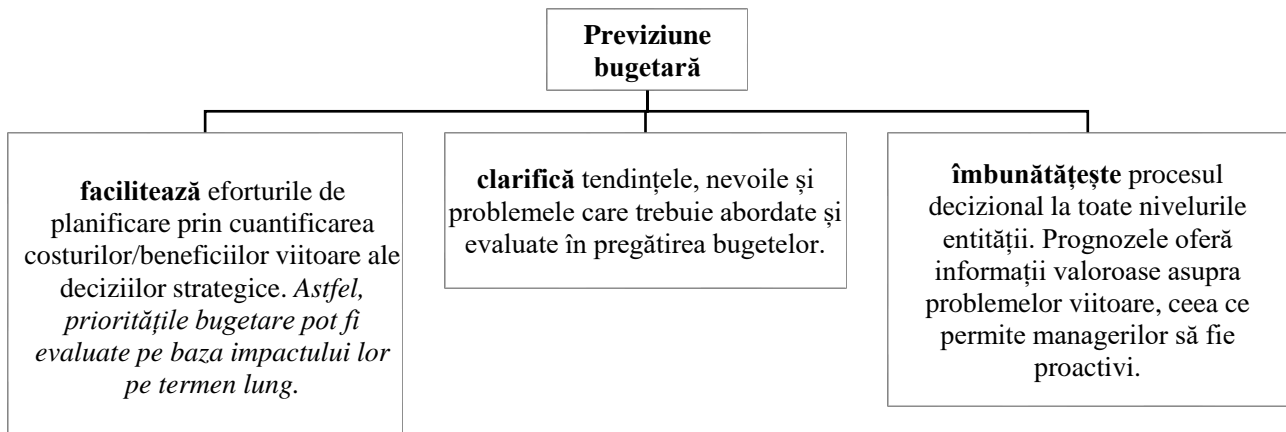 Previziune
bugetară
facilitează eforturile de
planificare prin cuantificarea
costurilor/beneficiilor viitoare ale
deciziilor strategice. Astfel,
prioritățile bugetare pot fi
evaluate pe baza impactului lor
pe termen lung.
clarifică tendințele, nevoile și
problemele care trebuie abordate și
evaluate în pregătirea bugetelor.
îmbunătățește procesul
decizional la toate nivelurile
entității. Prognozele oferă
informații valoroase asupra
problemelor viitoare, ceea ce
permite managerilor să fie
proactivi.